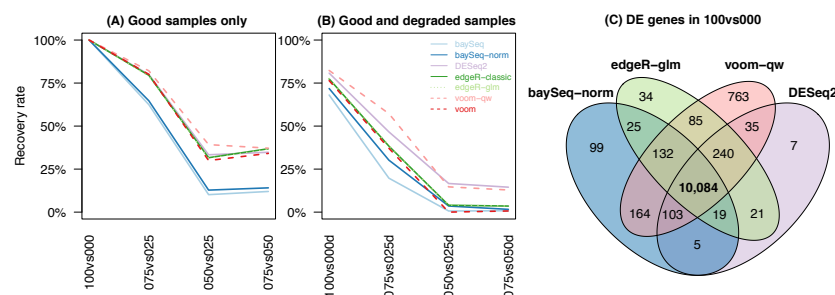 (A) Good samples only
Recovery rate
100%
75%
50%
25%
0%
100vs000
075vs025
050vs025
075vs050
(B) Good and degraded samples
100%
75%
50%
25%
0%
baySeq
baySeq−norm
DESeq2
edgeR−classic
edgeR−glm
voom−qw
voom
100vs000d
075vs025d
050vs025d
075vs050d
(C) DE genes in 100vs000
edgeR−glm voom−qw
baySeq−norm DESeq2
34 763
25 85 35
99 132 240 7
10,084
164 103 19 21
5